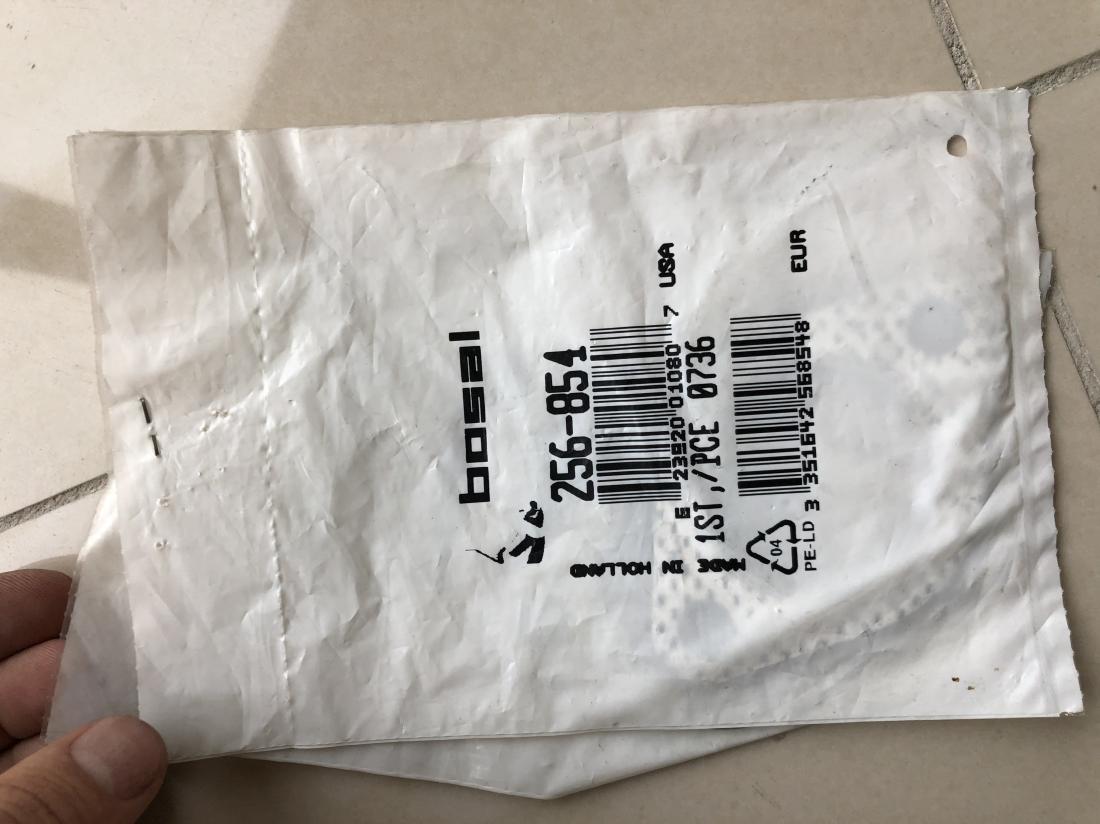 bosal
256-854
6 23920 01080 7 USA
1ST,/PCE 0736
3 351642 568548 EUR
04
PE-LD
MADE IN HOLLAND